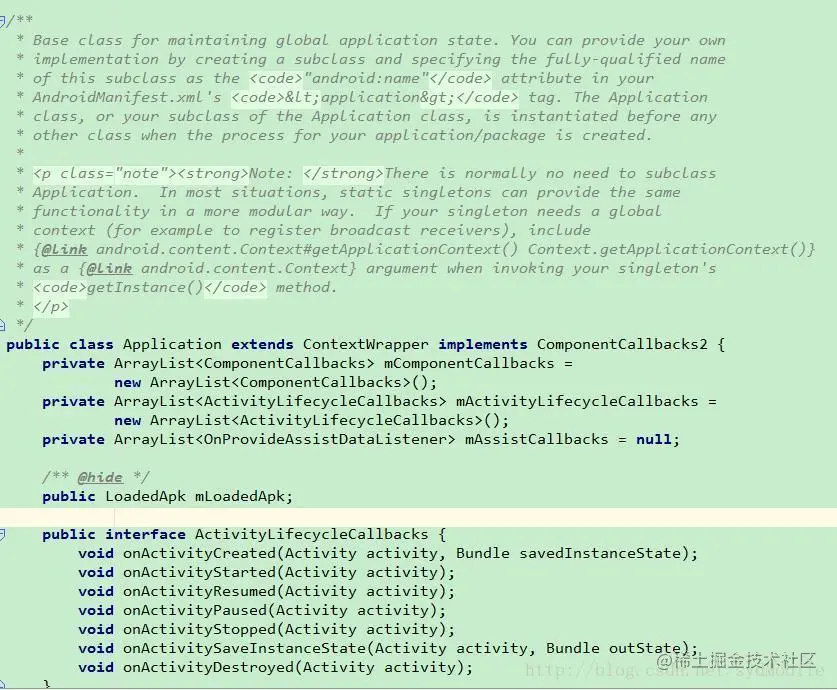 /**
 * Base class for maintaining global application state. You can provide your own
 * implementation by creating a subclass and specifying the fully-qualified name
 * of this subclass as the <code>"android:name"</code> attribute in your
 * AndroidManifest.xml's <code>&lt;application&gt;</code> tag. The Application
 * class, or your subclass of the Application class, is instantiated before any
 * other class when the process for your application/package is created.
 *
 * <p class="note"><strong>Note: </strong>There is normally no need to subclass
 * Application.  In most situations, static singletons can provide the same
 * functionality in a more modular way.  If your singleton needs a global
 * context (for example to register broadcast receivers), include
 * {@link android.content.Context#getApplicationContext() Context.getApplicationContext()}
 * as a {@link android.content.Context} argument when invoking your singleton's
 * <code>getInstance()</code> method.
 * </p>
 */
public class Application extends ContextWrapper implements ComponentCallbacks2 {
    private ArrayList<ComponentCallbacks> mComponentCallbacks =
            new ArrayList<ComponentCallbacks>();
    private ArrayList<ActivityLifecycleCallbacks> mActivityLifecycleCallbacks =
            new ArrayList<ActivityLifecycleCallbacks>();
    private ArrayList<OnProvideAssistDataListener> mAssistCallbacks = null;

    /** @hide */
    public LoadedApk mLoadedApk;

    public interface ActivityLifecycleCallbacks {
        void onActivityCreated(Activity activity, Bundle savedInstanceState);
        void onActivityStarted(Activity activity);
        void onActivityResumed(Activity activity);
        void onActivityPaused(Activity activity);
        void onActivityStopped(Activity activity);
        void onActivitySaveInstanceState(Activity activity, Bundle outState);
        void onActivityDestroyed(Activity activity);
    }
@稀土掘金技术社区
http://blog.csdn.net